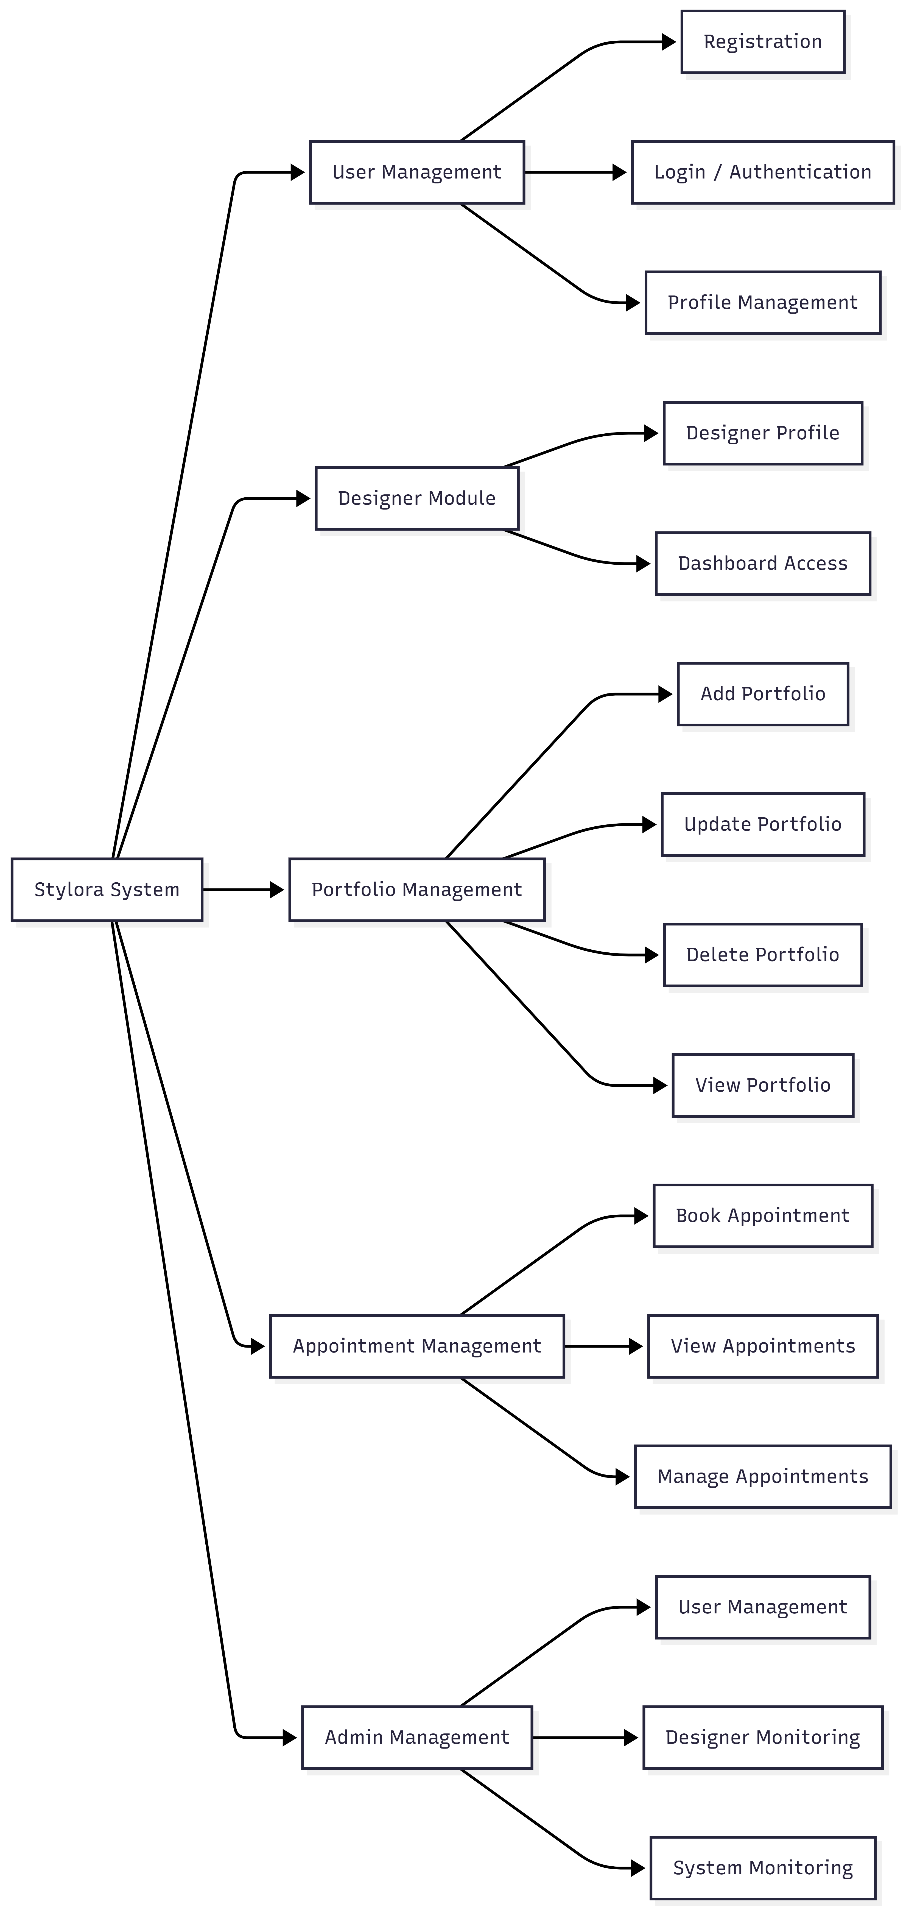 Registration
User Management
Login / Authentication
Profile Management
Designer Profile
Designer Module
Dashboard Access
Add Portfolio
Update Portfolio
Stylora System
Portfolio Management
Delete Portfolio
View Portfolio
Book Appointment
Appointment Management
View Appointments
Manage Appointments
User Management
Admin Management
Designer Monitoring
System Monitoring